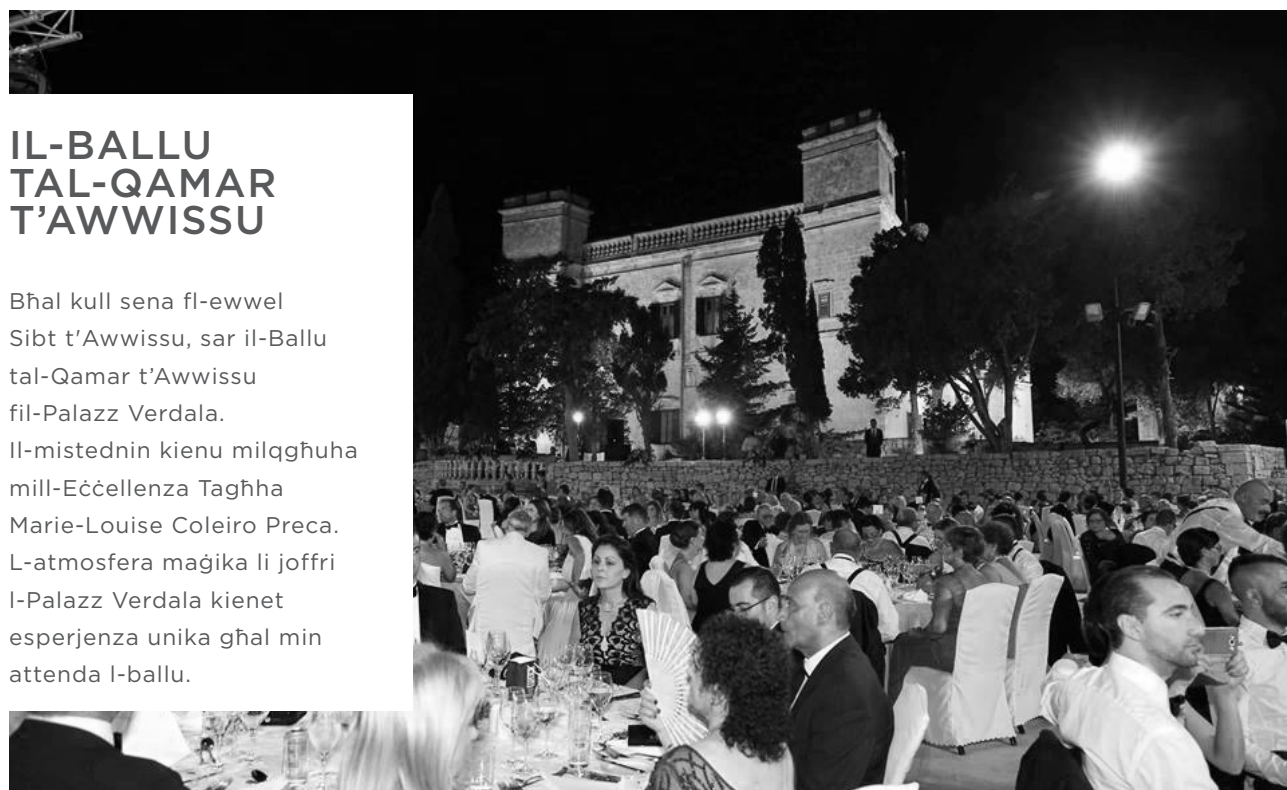 IL-BALLU
TAL-QAMAR
T’AWWISSU
Bħal kull sena fl-ewwel
Sibt t'Awwissu, sar il-Ballu
tal-Qamar t’Awwissu
fil-Palazz Verdala.
Il-mistednin kienu milqgħuha
mill-Eċċellenza Tagħha
Marie-Louise Coleiro Preca.
L-atmosfera maġika li joffri
l-Palazz Verdala kienet
esperjenza unika għal min
attenda l-ballu.